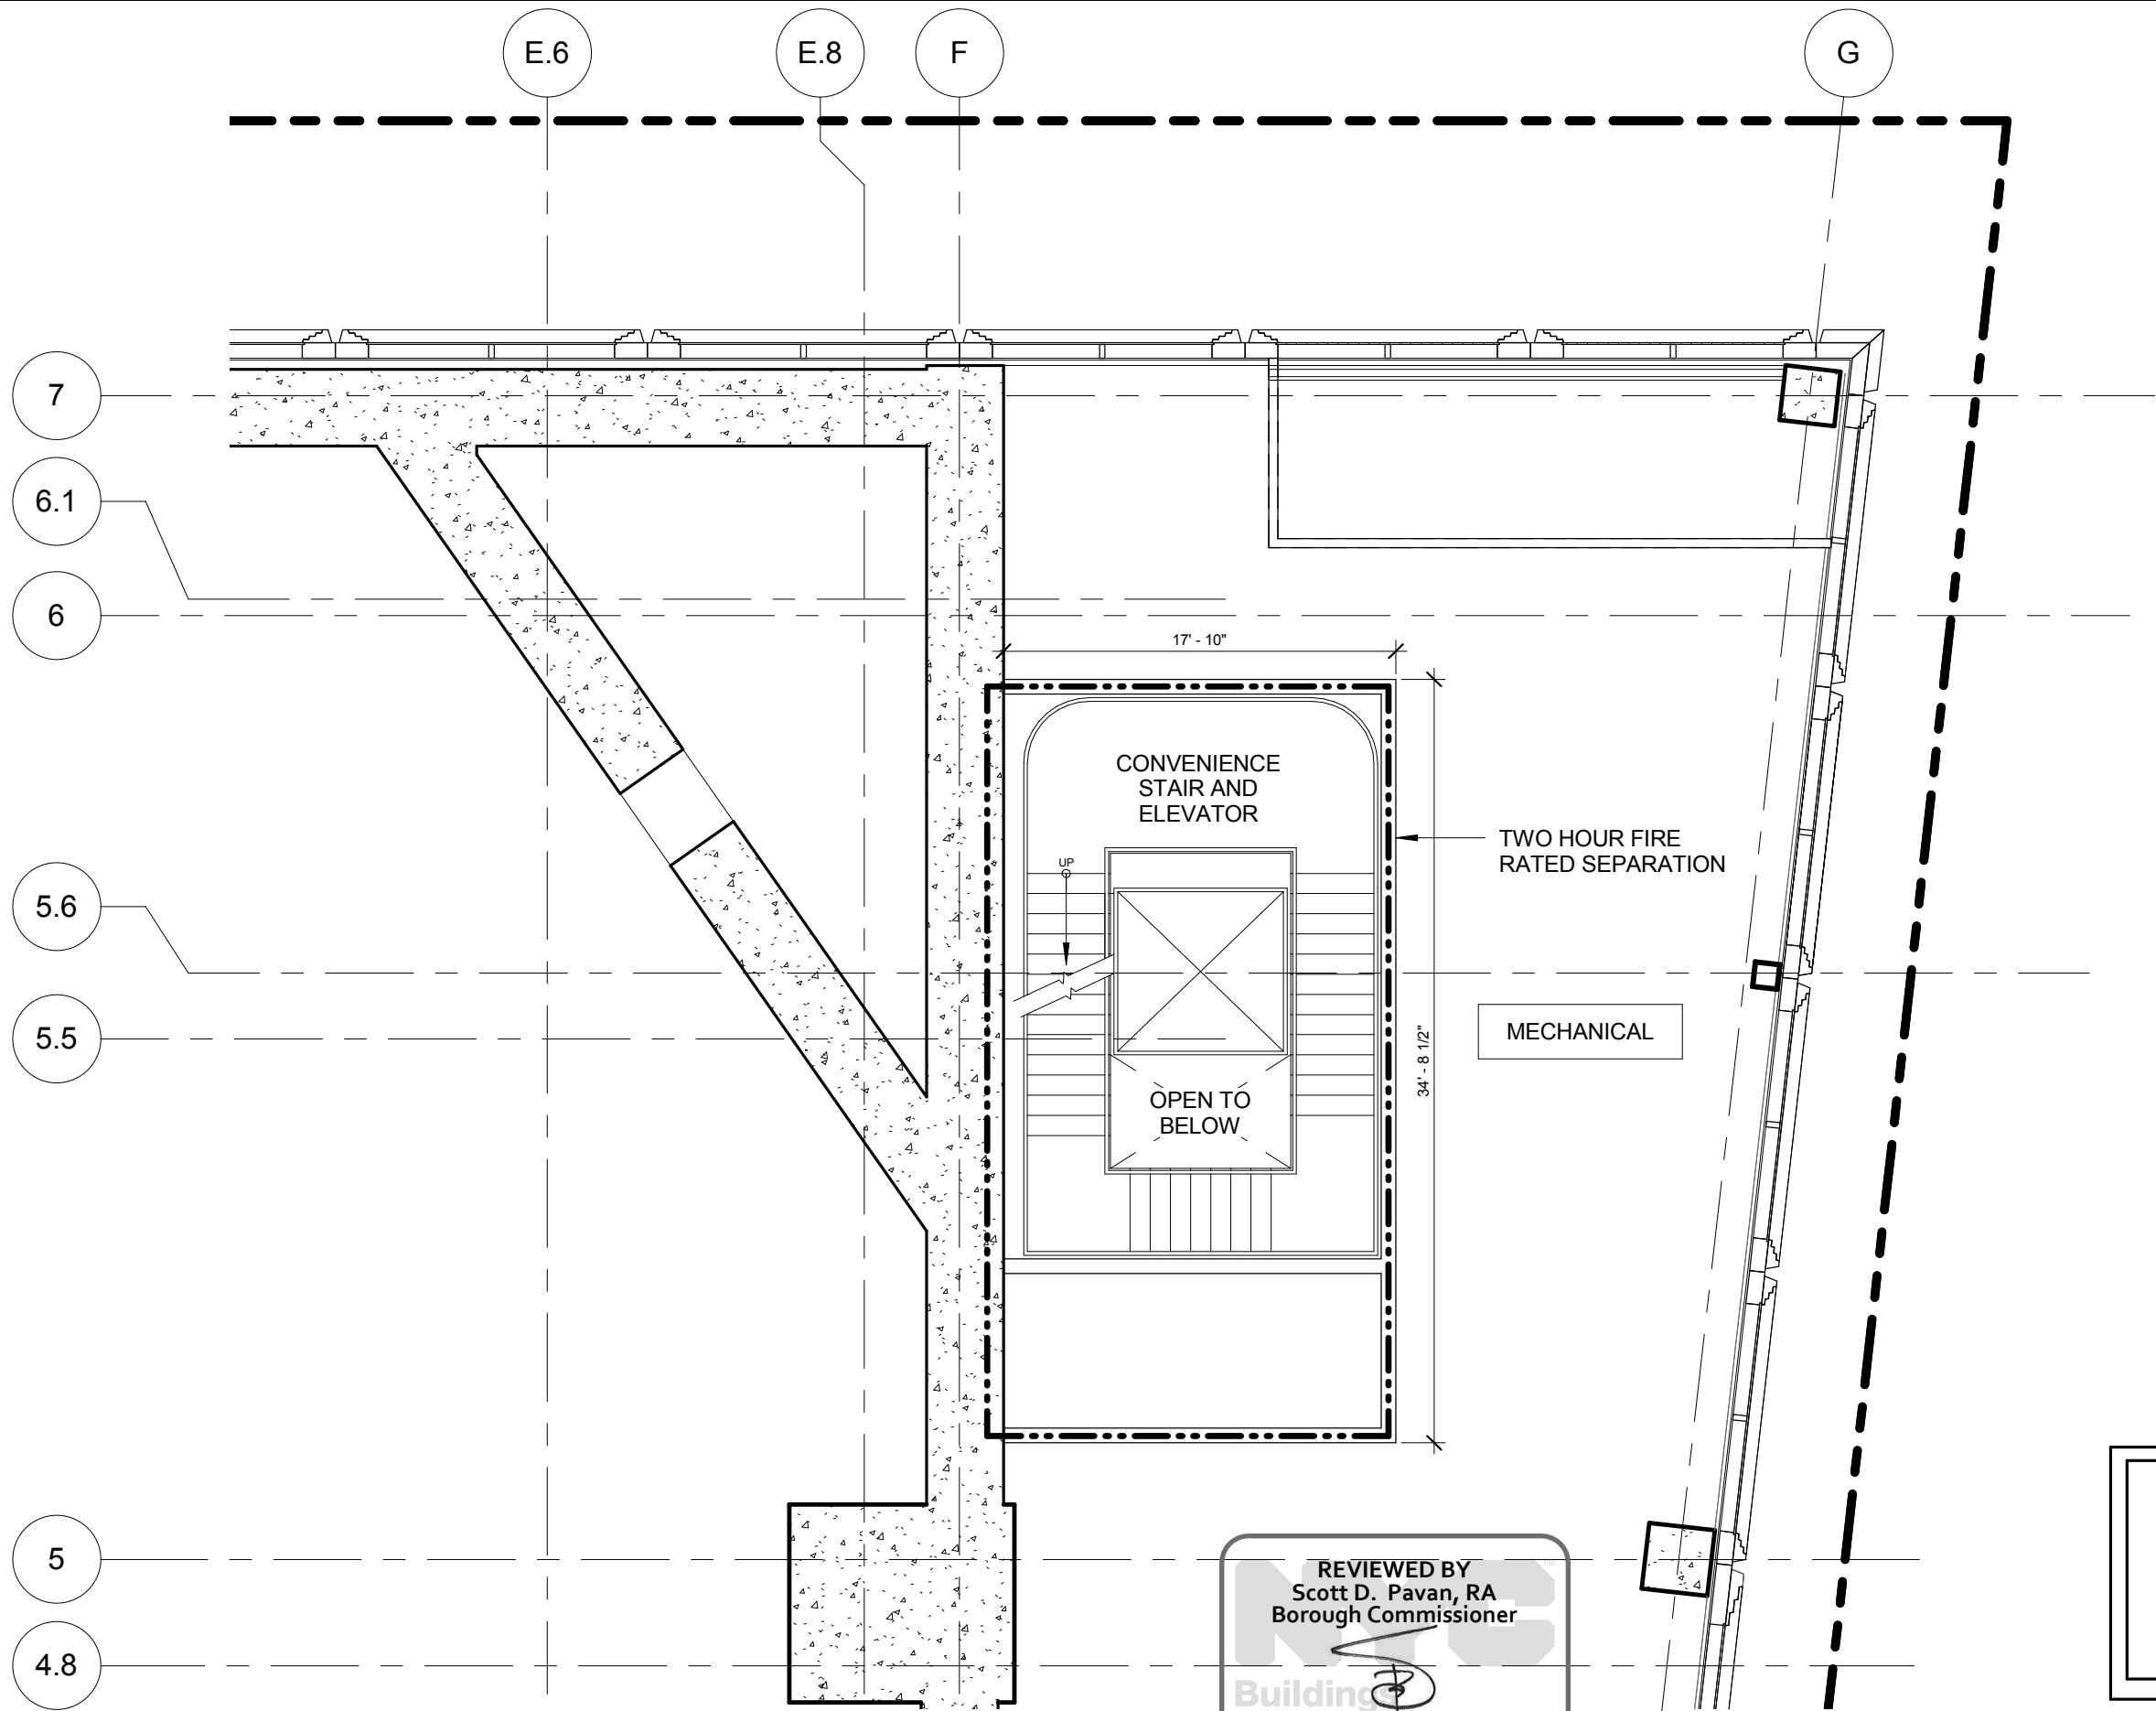 E.6
E.8
F
G
7
6.1
6
17' - 10"
CONVENIENCE
STAIR AND
ELEVATOR
TWO HOUR FIRE
RATED SEPARATION
UP
5.6
5.5
MECHANICAL
34' - 8 1/2"
OPEN TO
BELOW
5
4.8
REVIEWED BY
Scott D. Pavan, RA
Borough Commissioner
NYC
TM
Buildings